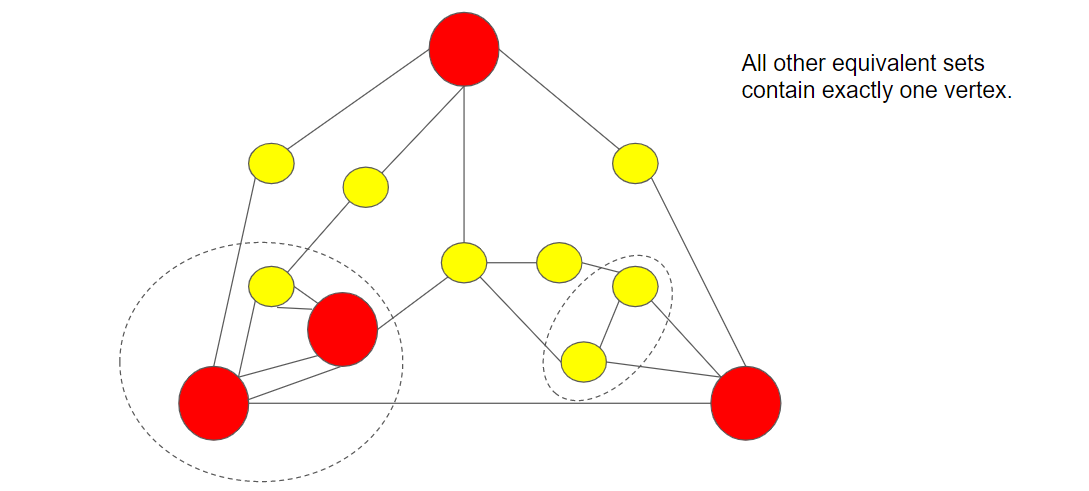 All other equivalent sets
contain exactly one vertex.